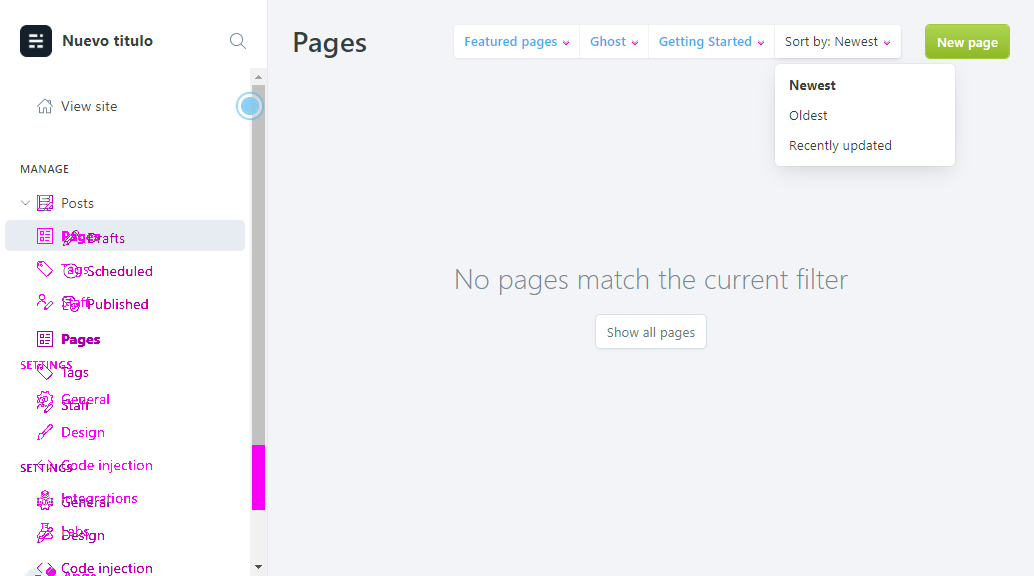 Nuevo titulo
View site
MANAGE
Posts
Pages
Drafts
Tags
Scheduled
Staff
Published
Pages
SETTINGS
Tags
General
Staff
Design
Code injection
SETTINGS
Integrations
General
Labs
Design
Code injection
Pages
Featured pages
Ghost
Getting Started
Sort by: Newest
New page
Newest
Oldest
Recently updated
No pages match the current filter
Show all pages